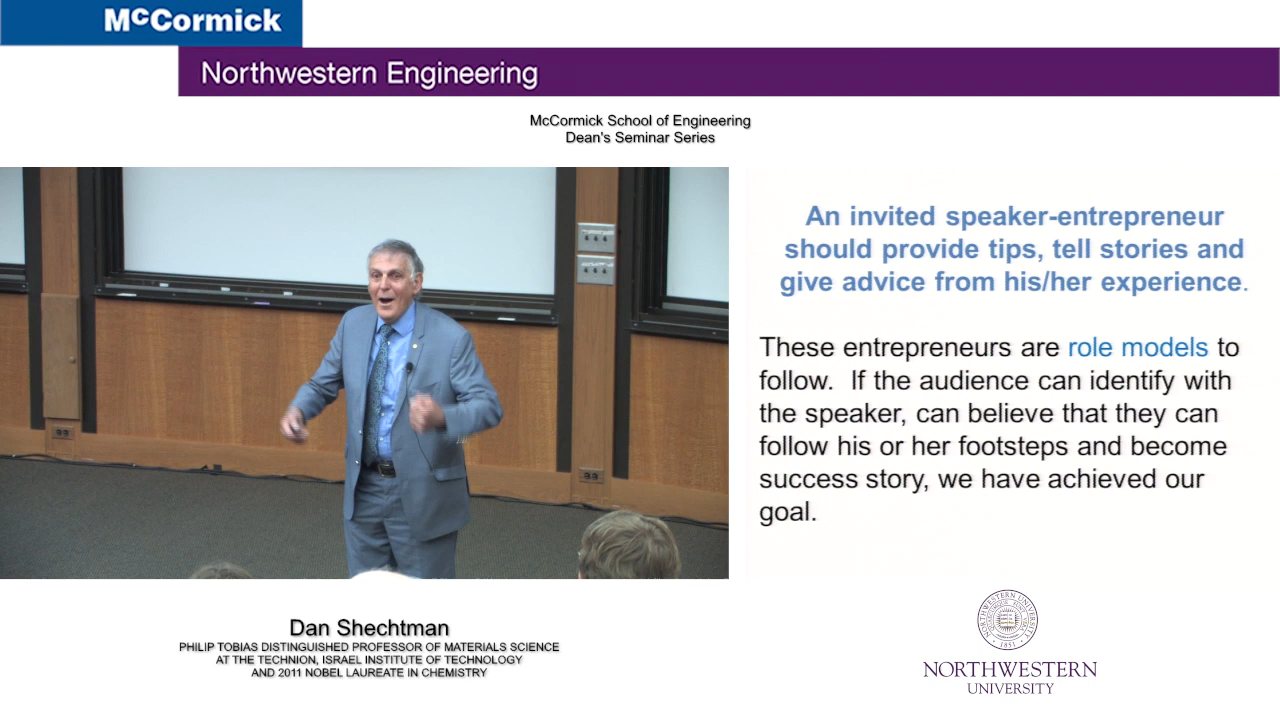 McCormick
Northwestern Engineering
McCormick School of Engineering
Dean's Seminar Series
An invited speaker-entrepreneur
should provide tips, tell stories and
give advice from his/her experience.
These entrepreneurs are role models to
follow.  If the audience can identify with
the speaker, can believe that they can
follow his or her footsteps and become
success story, we have achieved our
goal.
Dan Shechtman
PHILIP TOBIAS DISTINGUISHED PROFESSOR OF MATERIALS SCIENCE
AT THE TECHNION, ISRAEL INSTITUTE OF TECHNOLOGY
AND 2011 NOBEL LAUREATE IN CHEMISTRY
NORTHWESTERN
UNIVERSITY